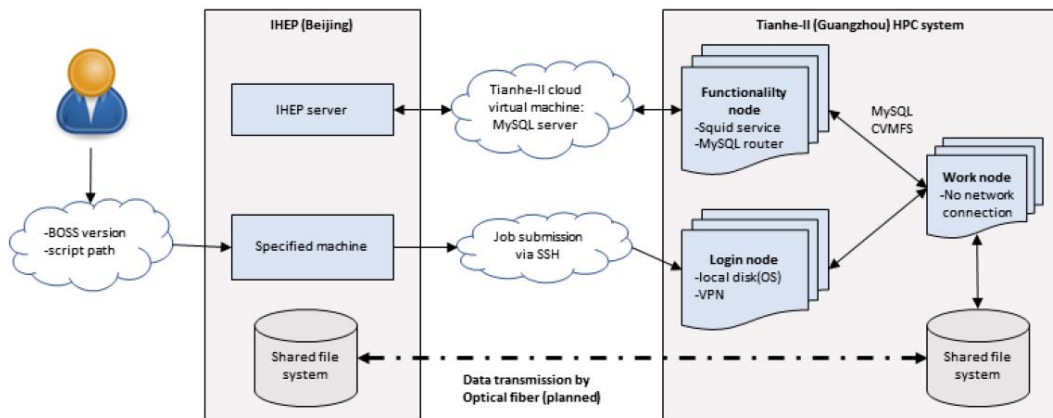 IHEP (Beijing)
Tianhe-II (Guangzhou) HPC system
IHEP server
Tianhe-II cloud
virtual machine:
MySQL server
Functionalilty
node
-Squid service
-MySQL router
MySQL
CVMFS
Work node
-No network
connection
-BOSS version
-script path
Specified machine
Job submission
via SSH
Login node
-local disk(OS)
-VPN
Shared file
system
Data transmission by
Optical fiber (planned)
Shared file
system